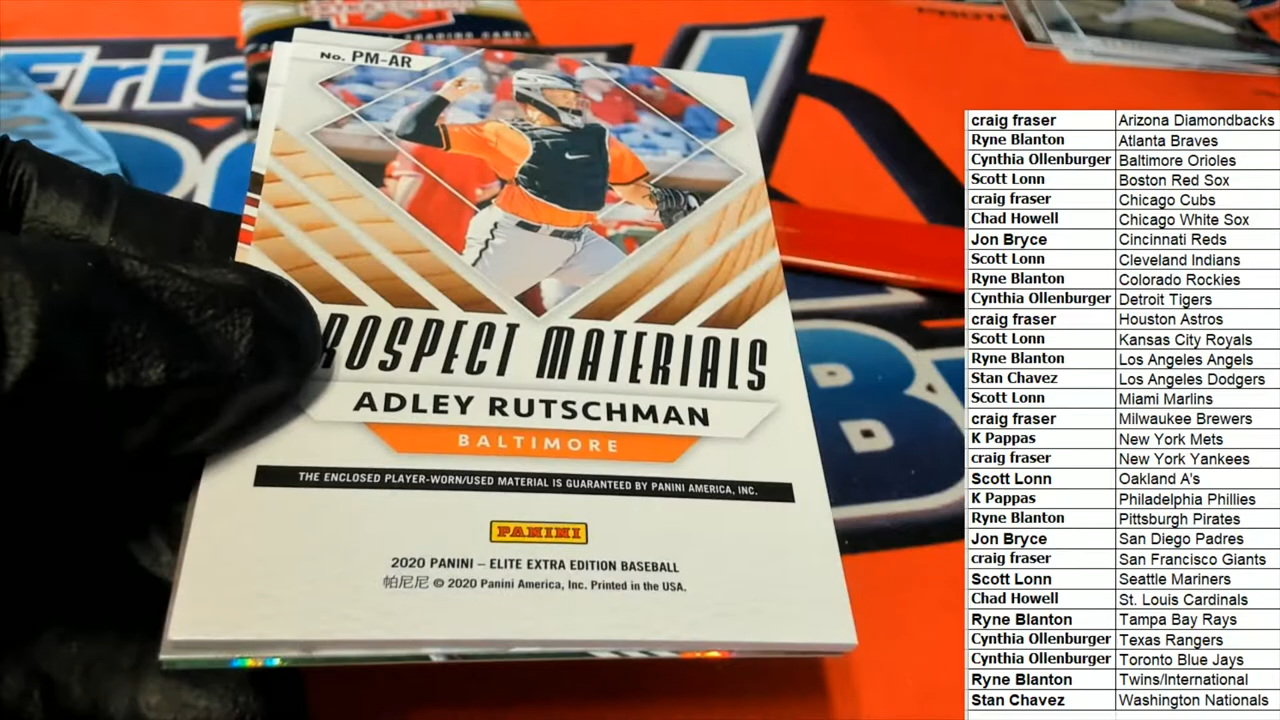 No. PM-AR
ROSPECT MATERIALS
ADLEY RUTSCHMAN
BALTIMORE
THE ENCLOSED PLAYER-WORN/USED MATERIAL IS GUARANTEED BY PANINI AMERICA, INC.
PANINI
2020 PANINI – ELITE EXTRA EDITION BASEBALL
帕尼尼 © 2020 Panini America, Inc. Printed in the USA.
Frie
craig fraser Arizona Diamondbacks
Ryne Blanton Atlanta Braves
Cynthia Ollenburger Baltimore Orioles
Scott Lonn Boston Red Sox
craig fraser Chicago Cubs
Chad Howell Chicago White Sox
Jon Bryce Cincinnati Reds
Scott Lonn Cleveland Indians
Ryne Blanton Colorado Rockies
Cynthia Ollenburger Detroit Tigers
craig fraser Houston Astros
Scott Lonn Kansas City Royals
Ryne Blanton Los Angeles Angels
Stan Chavez Los Angeles Dodgers
Scott Lonn Miami Marlins
craig fraser Milwaukee Brewers
K Pappas New York Mets
craig fraser New York Yankees
Scott Lonn Oakland A's
K Pappas Philadelphia Phillies
Ryne Blanton Pittsburgh Pirates
Jon Bryce San Diego Padres
craig fraser San Francisco Giants
Scott Lonn Seattle Mariners
Chad Howell St. Louis Cardinals
Ryne Blanton Tampa Bay Rays
Cynthia Ollenburger Texas Rangers
Cynthia Ollenburger Toronto Blue Jays
Ryne Blanton Twins/International
Stan Chavez Washington Nationals